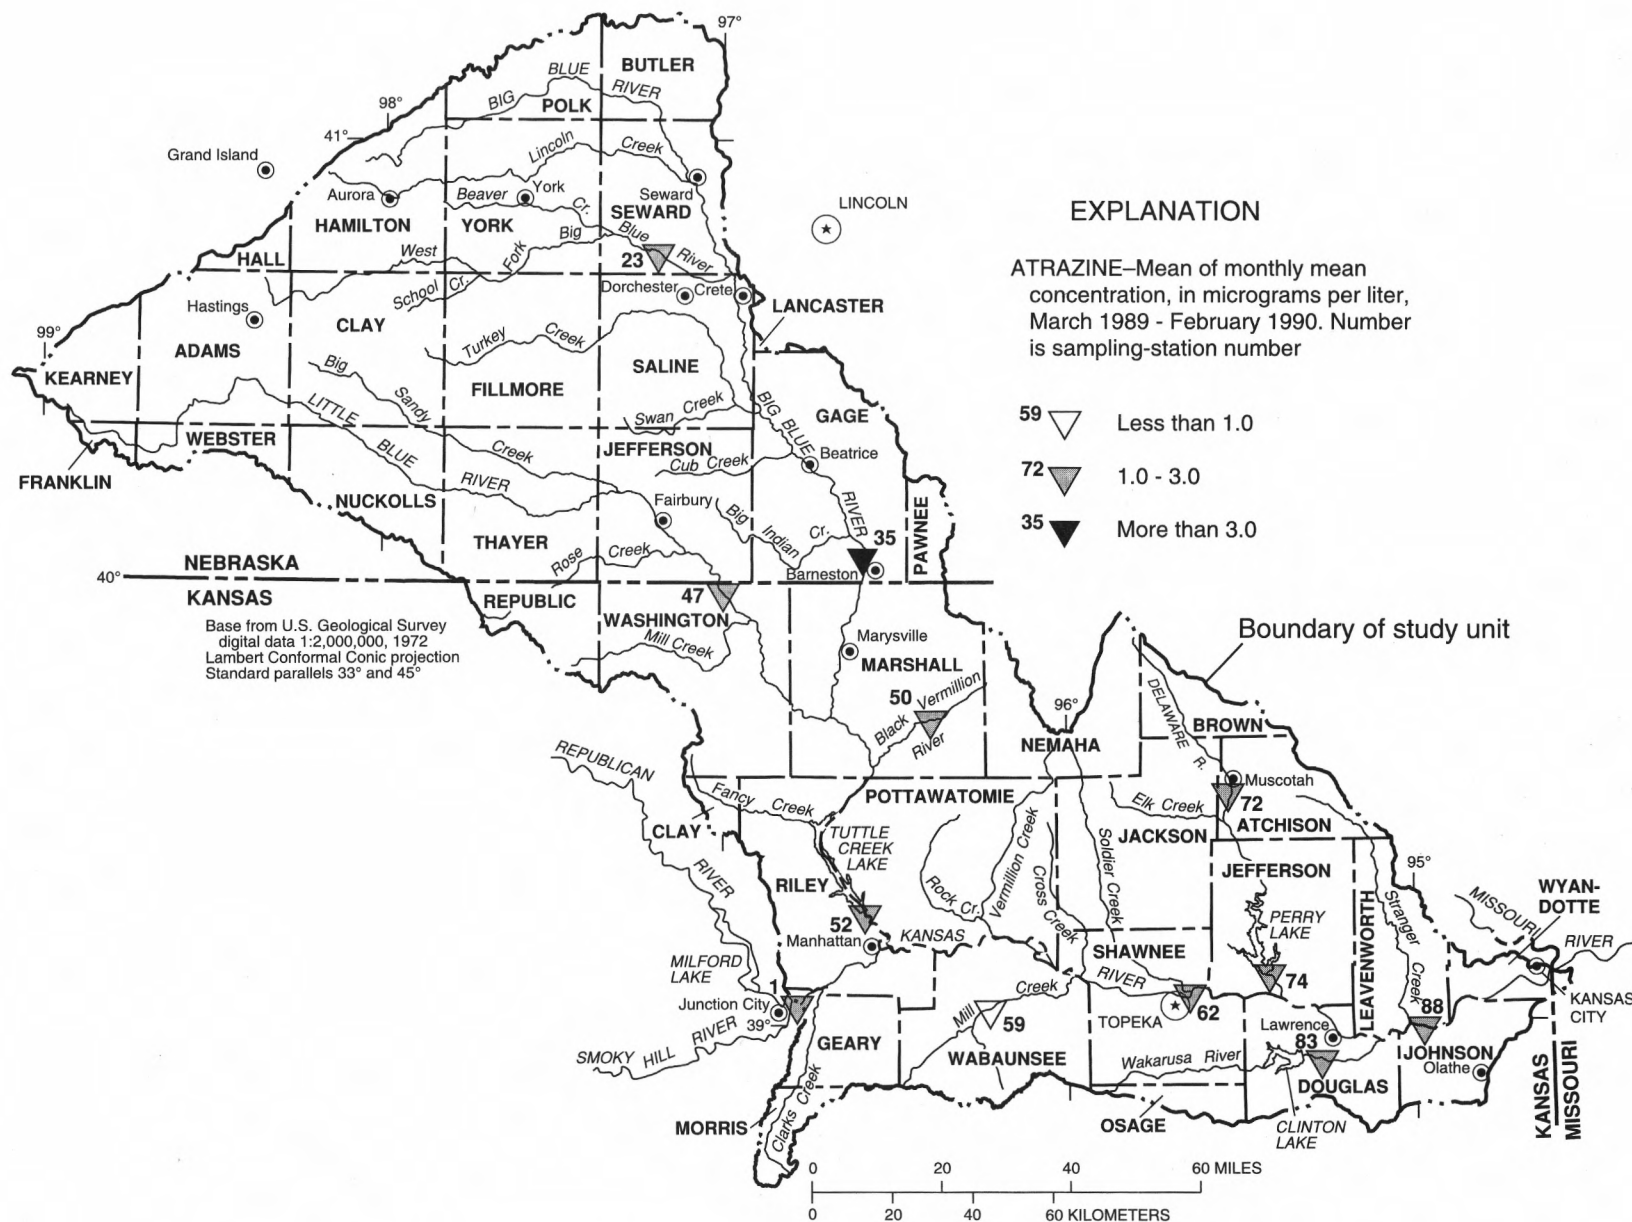 97°
BLUE
BUTLER
RIVER
BIG
POLK
98°
41°
Lincoln
Creek
Grand Island
Aurora
Beaver
York
Seward
Cr.
HAMILTON
YORK
SEWARD
LINCOLN
EXPLANATION
Big
Blue
River
West
Fork
HALL
23
School Cr.
Dorchester
Crete
LANCASTER
ATRAZINE–Mean of monthly mean
concentration, in micrograms per liter,
March 1989 - February 1990. Number
is sampling-station number
Hastings
99°
CLAY
ADAMS
Turkey
Creek
KEARNEY
Big
Sandy
Creek
SALINE
FILLMORE
LITTLE
BLUE
RIVER
Swan Creek
BIG BLUE
RIVER
GAGE
59
Less than 1.0
WEBSTER
JEFFERSON
Cub Creek
Beatrice
72
1.0 - 3.0
FRANKLIN
NUCKOLLS
Fairbury
Big
Indian
Cr.
PAWNEE
35
More than 3.0
THAYER
Rose
Creek
35
Barneston
NEBRASKA
40°
KANSAS
REPUBLIC
47
WASHINGTON
Base from U.S. Geological Survey
digital data 1:2,000,000, 1972
Lambert Conformal Conic projection
Standard parallels 33° and 45°
Mill Creek
Marysville
MARSHALL
Boundary of study unit
50
Black Vermillion
River
DELAWARE R.
96°
BROWN
NEMAHA
REPUBLICAN
RIVER
Muscotah
Fancy Creek
POTTAWATOMIE
Elk Creek
72
ATCHISON
CLAY
TUTTLE
CREEK
LAKE
JACKSON
Vermillion Creek
Cross Creek
Soldier Creek
JEFFERSON
95°
RILEY
Rock Cr.
LEAVENWORTH
Stranger
Creek
MISSOURI
RIVER
WYAN-
DOTTE
52
Manhattan
KANSAS
RIVER
SHAWNEE
PERRY
LAKE
MILFORD
LAKE
1
Junction City
39°
Mill
Creek
74
KANSAS
CITY
SMOKY HILL RIVER
59
TOPEKA
62
Lawrence
83
88
GEARY
WABAUNSEE
Wakarusa River
JOHNSON
Olathe
DOUGLAS
KANSAS
MISSOURI
Clarks Creek
MORRIS
OSAGE
CLINTON
LAKE
0 20 40 60 MILES
0 20 40 60 KILOMETERS